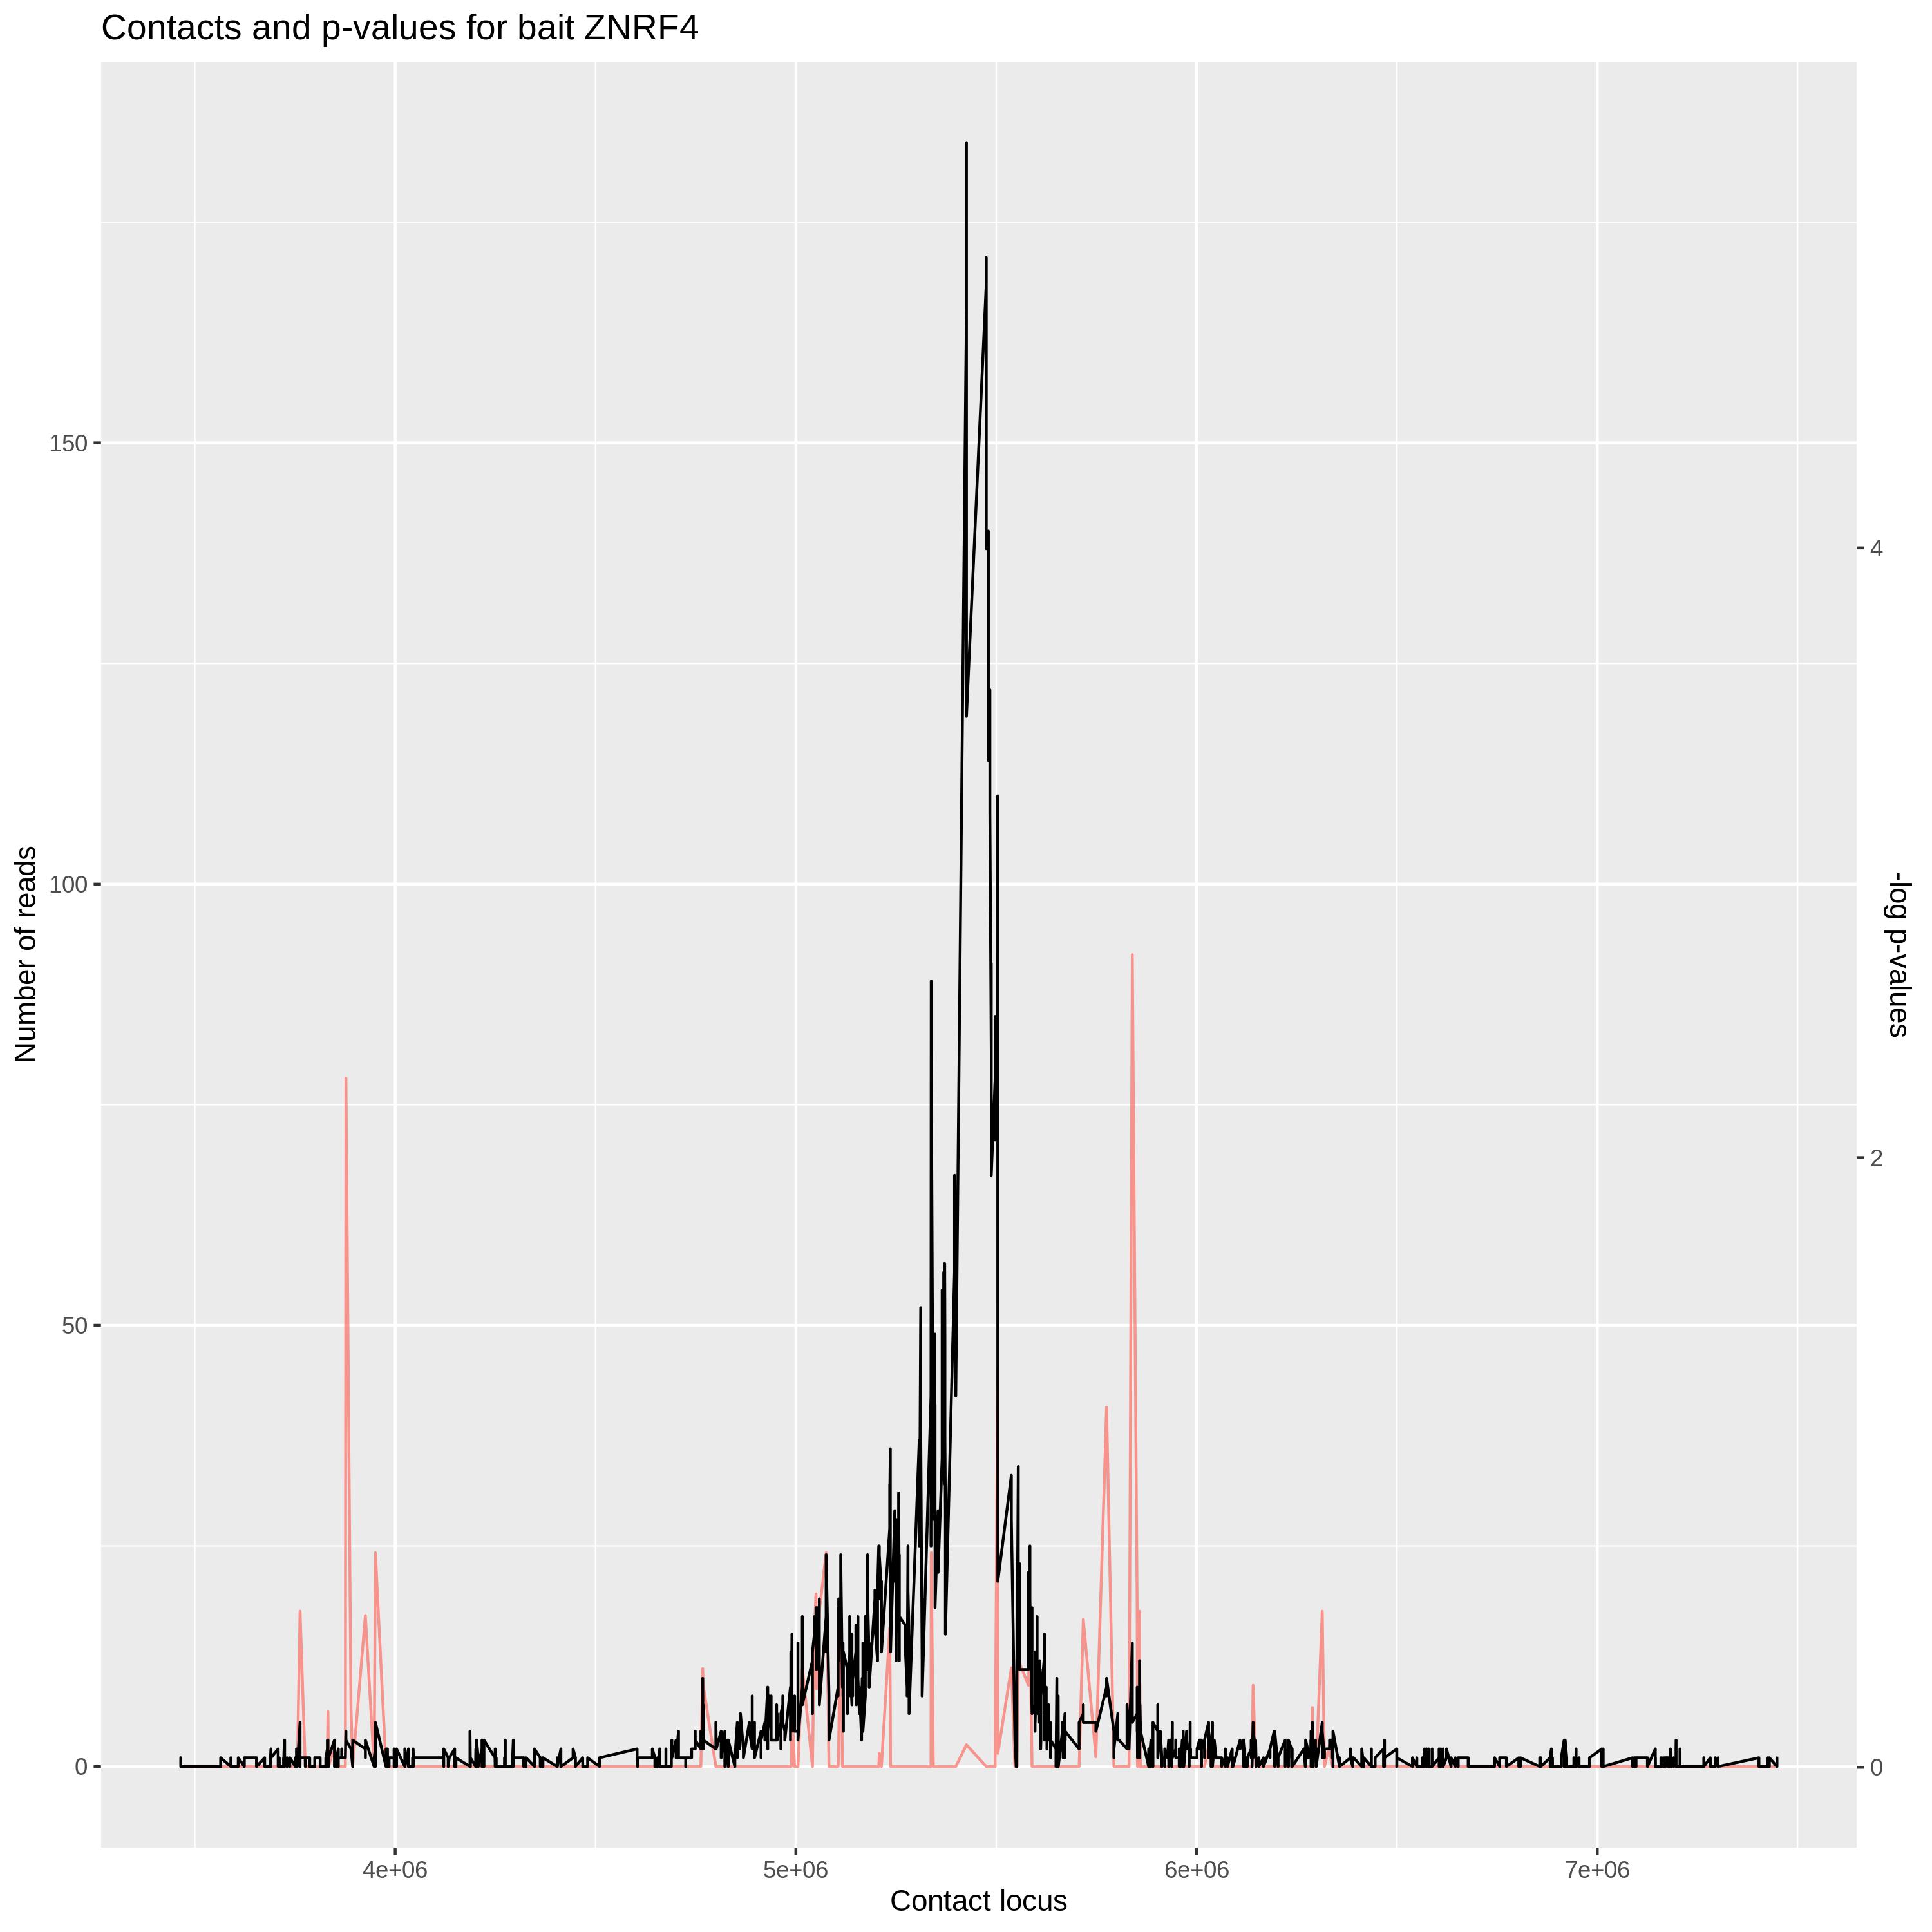 Contacts and p-values for bait ZNRF4
150
100
50
0
Number of reads
4
2
0
-log p-values
4e+06
5e+06
6e+06
7e+06
Contact locus